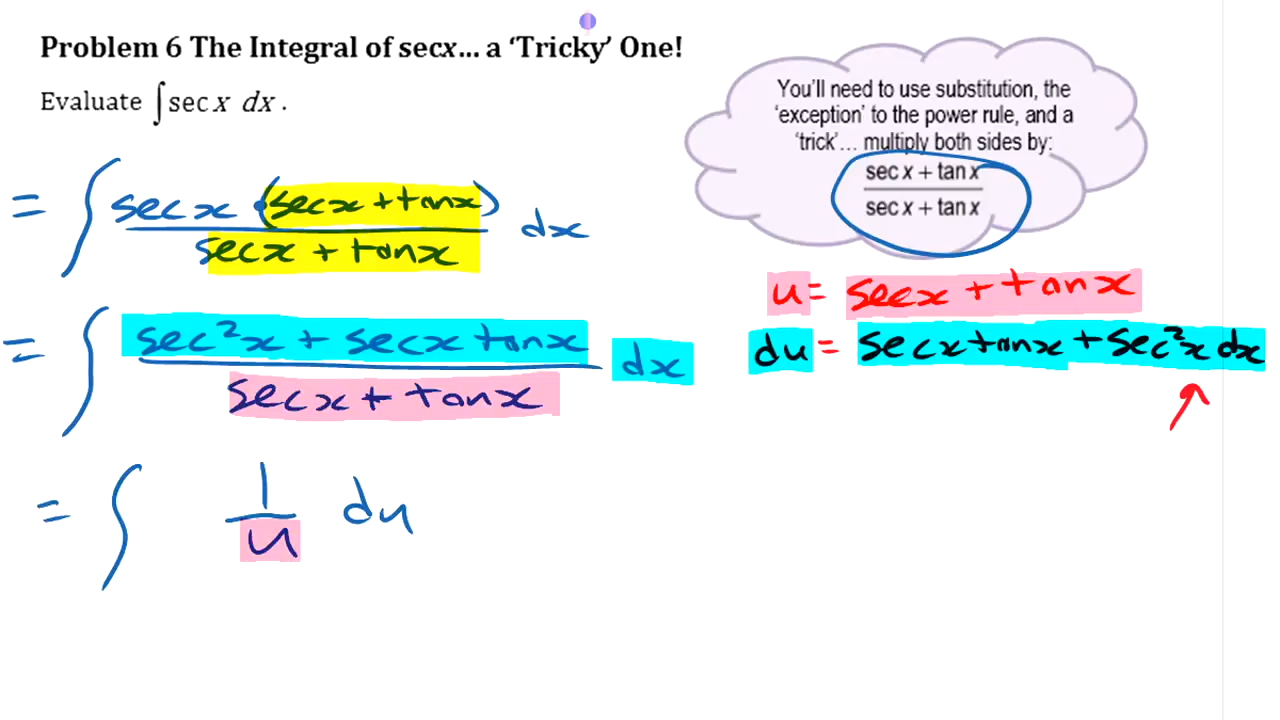 Problem 6 The Integral of secx… a ‘Tricky’ One!
Evaluate ∫ sec x dx .
You’ll need to use substitution, the
‘exception’ to the power rule, and a
‘trick’… multiply both sides by:
sec x + tan x
sec x + tan x
= ∫ secx · (secx + tanx) dx
secx + tanx
u = secx + tanx
du = secx tanx + sec²x dx
= ∫ sec²x + secx tanx dx
secx + tanx
= ∫ 1 du
u